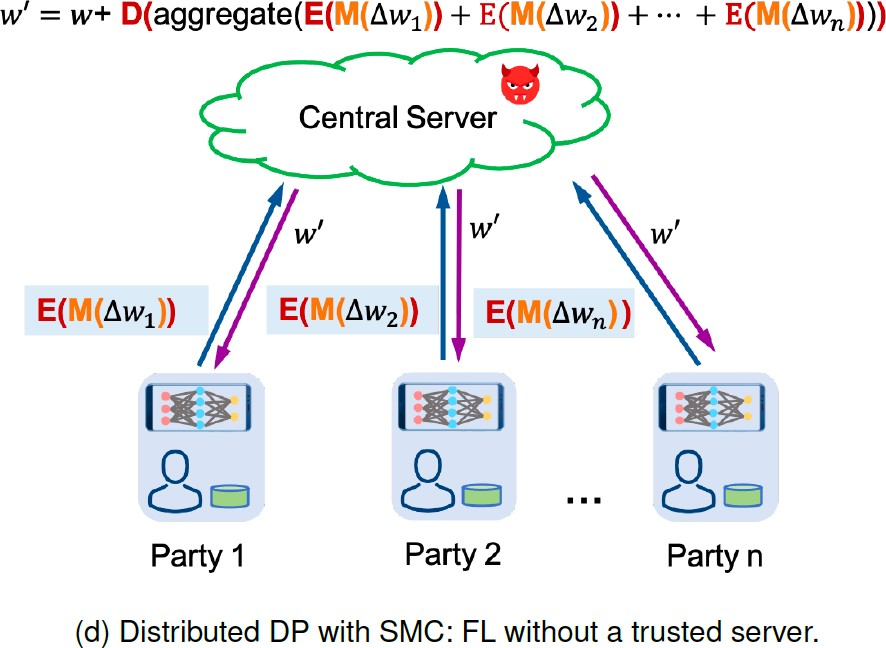 w′ = w+ D(aggregate(E(M(Δw₁)) + E(M(Δw₂)) + ⋯ + E(M(Δwₙ))))
Central Server
w′ w′ w′
E(M(Δw₁)) E(M(Δw₂)) E(M(Δwₙ))
...
Party 1 Party 2 Party n
(d) Distributed DP with SMC: FL without a trusted server.